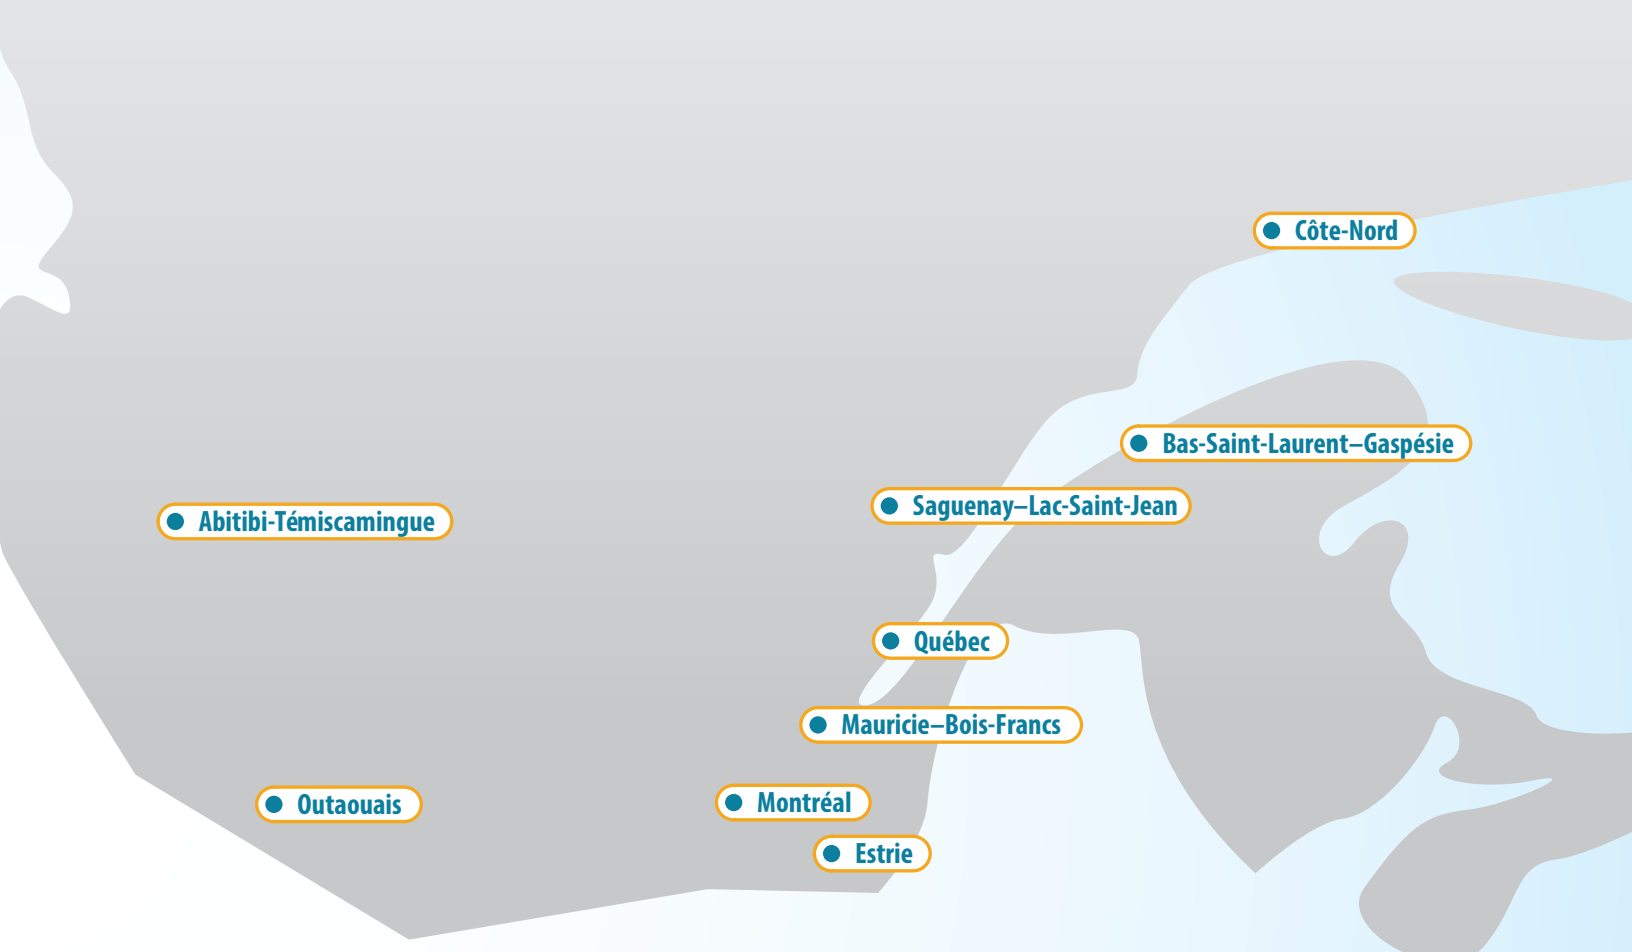 Côte-Nord
Bas-Saint-Laurent–Gaspésie
Saguenay–Lac-Saint-Jean
Abitibi-Témiscamingue
Québec
Mauricie–Bois-Francs
Montréal
Outaouais
Estrie